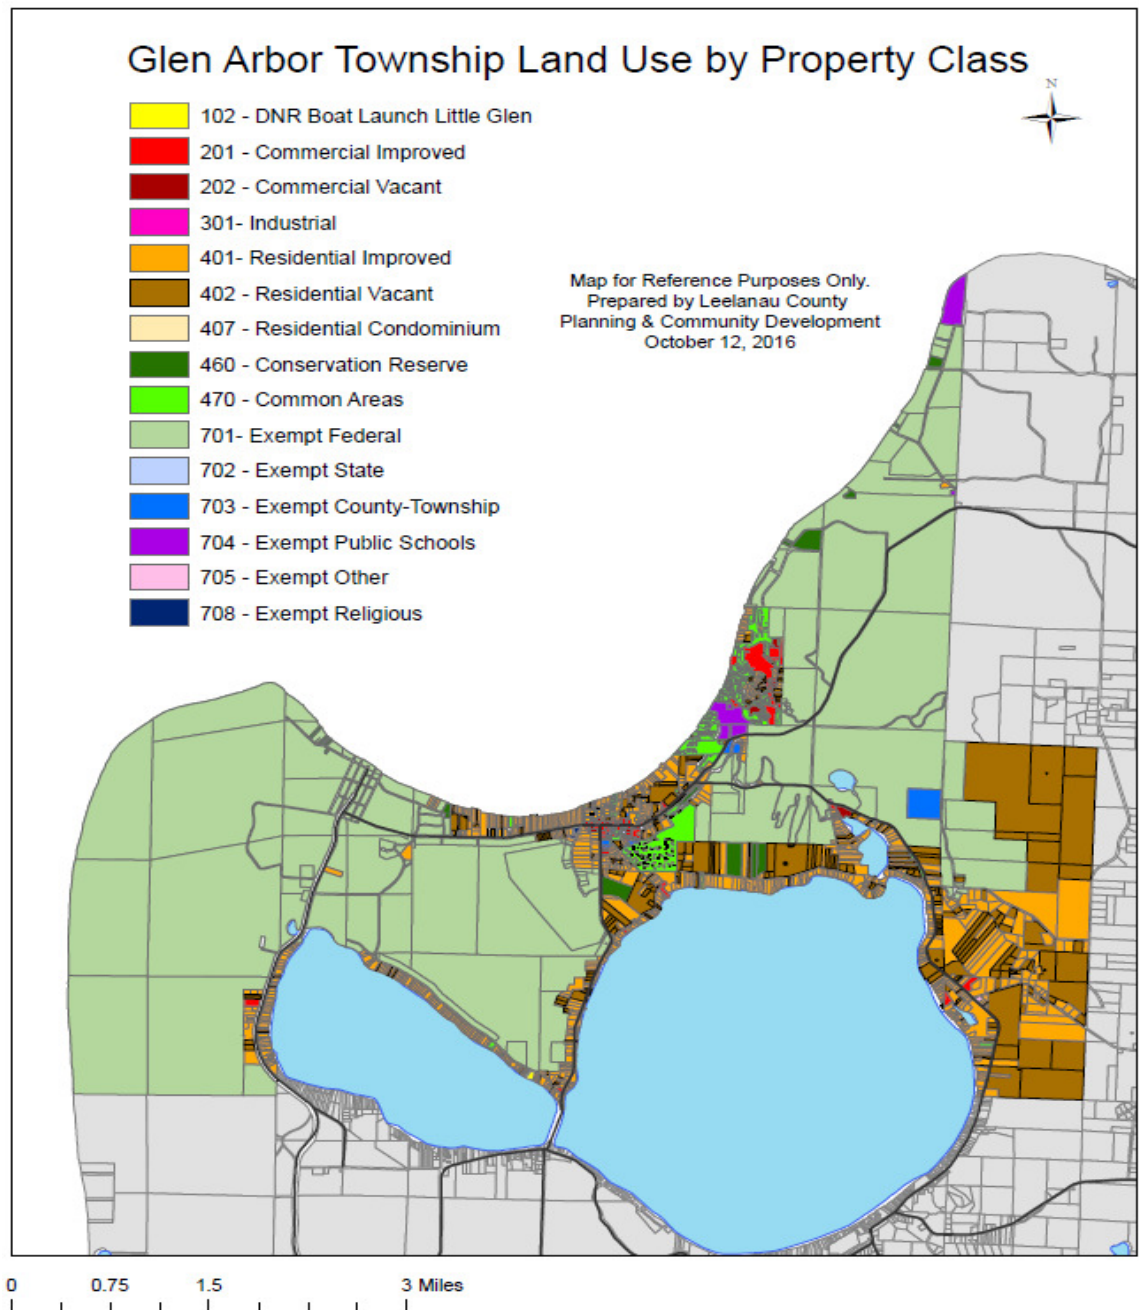 Glen Arbor Township Land Use by Property Class
N
102 - DNR Boat Launch Little Glen
201 - Commercial Improved
202 - Commercial Vacant
301- Industrial
401- Residential Improved
402 - Residential Vacant
407 - Residential Condominium
460 - Conservation Reserve
470 - Common Areas
701- Exempt Federal
702 - Exempt State
703 - Exempt County-Township
704 - Exempt Public Schools
705 - Exempt Other
708 - Exempt Religious
Map for Reference Purposes Only.
Prepared by Leelanau County
Planning & Community Development
October 12, 2016
0 0.75 1.5 3 Miles